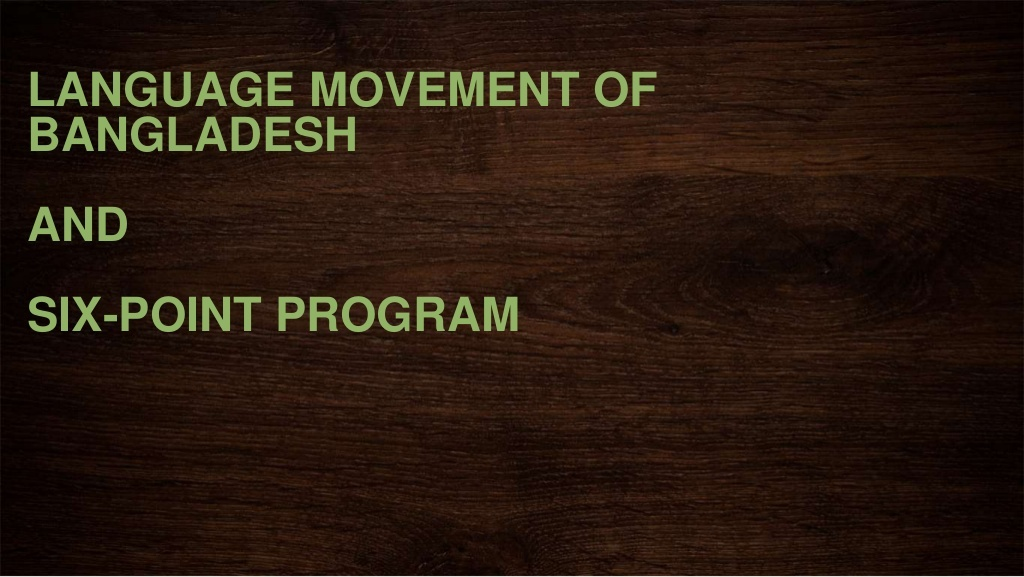 LANGUAGE MOVEMENT OF
BANGLADESH
AND
SIX-POINT PROGRAM